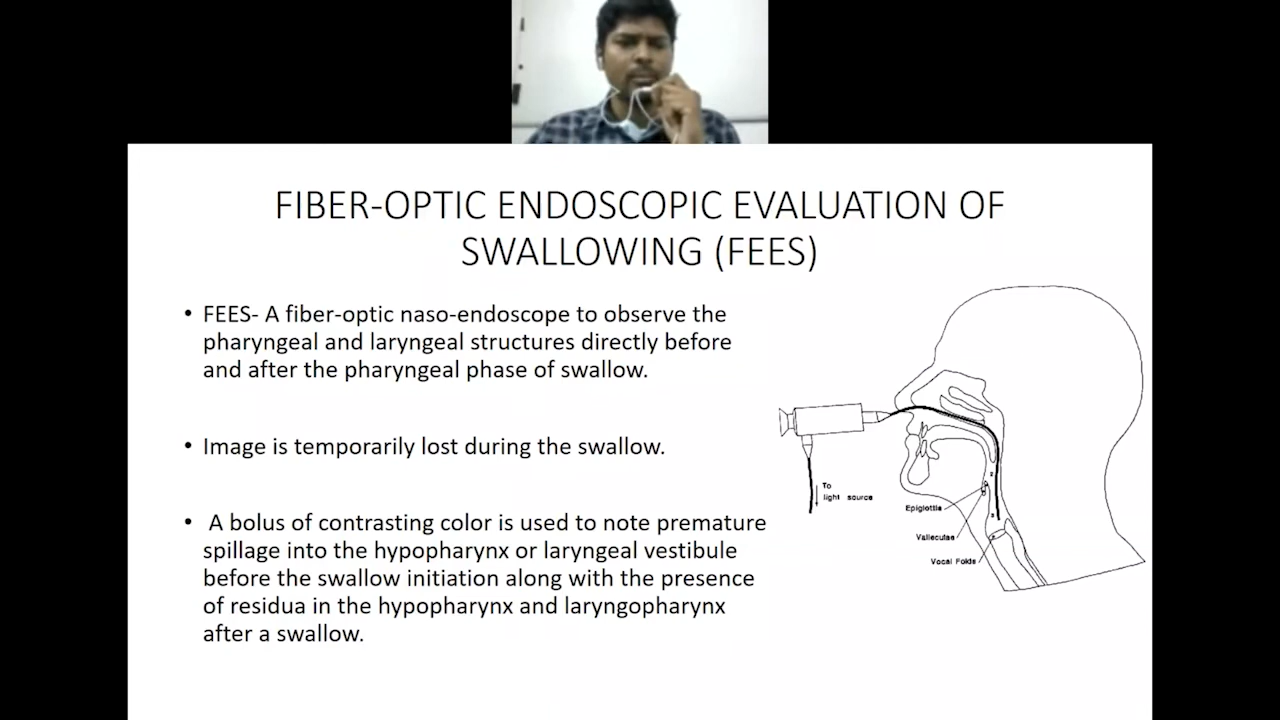 FIBER-OPTIC ENDOSCOPIC EVALUATION OF
SWALLOWING (FEES)
• FEES- A fiber-optic naso-endoscope to observe the
pharyngeal and laryngeal structures directly before
and after the pharyngeal phase of swallow.
• Image is temporarily lost during the swallow.
• A bolus of contrasting color is used to note premature
spillage into the hypopharynx or laryngeal vestibule
before the swallow initiation along with the presence
of residua in the hypopharynx and laryngopharynx
after a swallow.
To
light source
Epiglottis
Valleculae
Vocal Folds